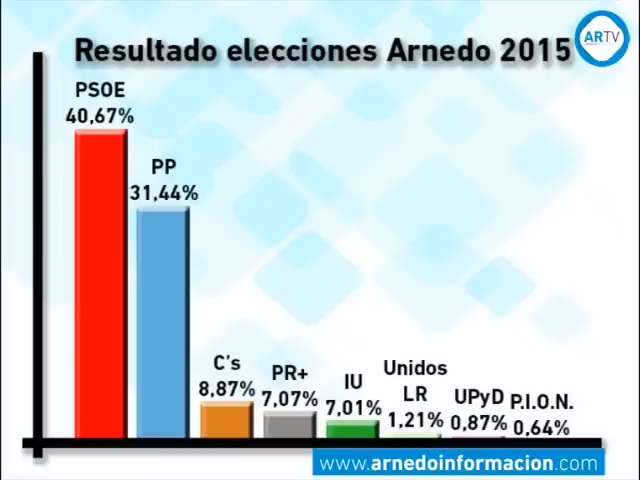 Resultado elecciones Arnedo 2015
ARTV
PSOE
40,67%
PP
31,44%
C's
8,87%
PR+
7,07%
IU
7,01%
Unidos
LR
1,21%
UPyD
0,87%
P.I.O.N.
0,64%
www.arnedoinformacion.com